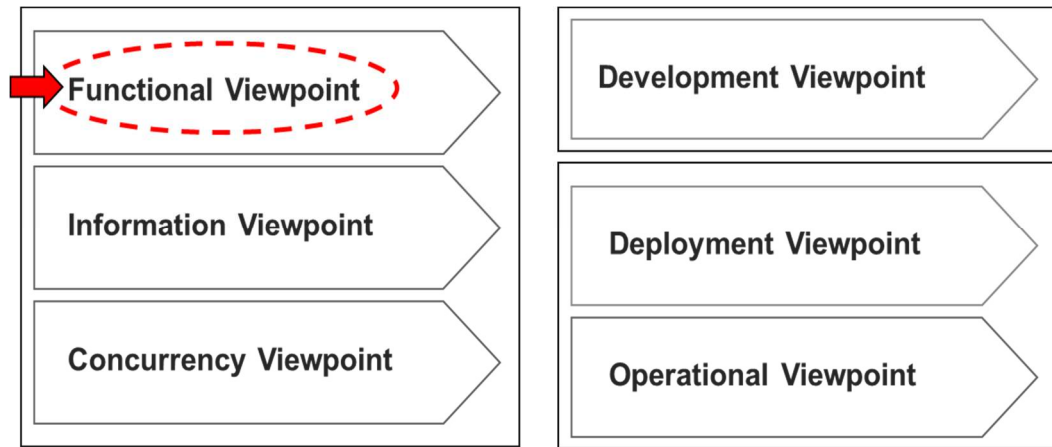 Functional Viewpoint
Information Viewpoint
Concurrency Viewpoint
Development Viewpoint
Deployment Viewpoint
Operational Viewpoint